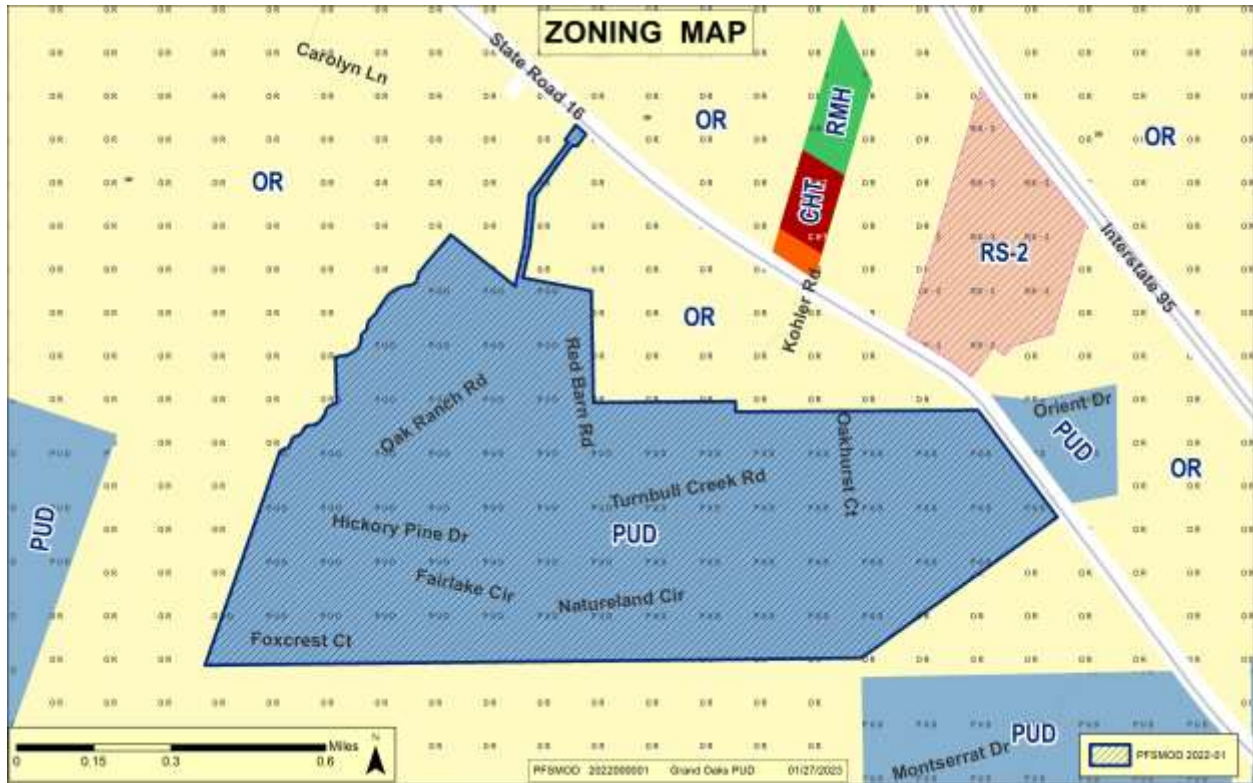 ZONING MAP
State Road 16
Carolyn Ln
OR
RMH
OR
OR
CHT
RS-2
Interstate 95
Kohler Rd
OR
Red Barn Rd
Oak Ranch Rd
Oakhurst Ct
Orient Dr
PUD
OR
Turnbull Creek Rd
Hickory Pine Dr
PUD
PUD
Fairlake Cir
Natureland Cir
Foxcrest Ct
PUD
Montserrat Dr
Miles
0 0.15 0.3 0.6
N
PFSMOD 2022000001 Grand Oaks PUD 01/27/2023
PFSMOD 2022-01